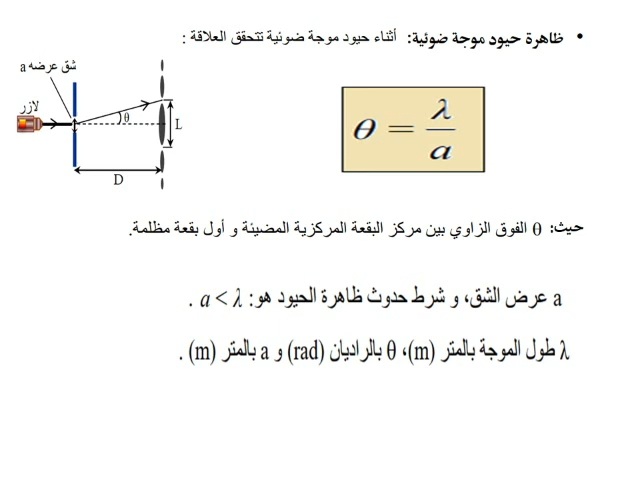 • ظاهرة حيود موجة ضوئية: أثناء حيود موجة ضوئية تتحقق العلاقة :
شق عرضه a
لازر
θ
L
D
θ = λ / a
حيث: θ الفوق الزاوي بين مركز البقعة المركزية المضيئة و أول بقعة مظلمة.
a عرض الشق، و شرط حدوث ظاهرة الحيود هو: a < λ .
λ طول الموجة بالمتر (m)، θ بالراديان (rad) و a بالمتر (m) .